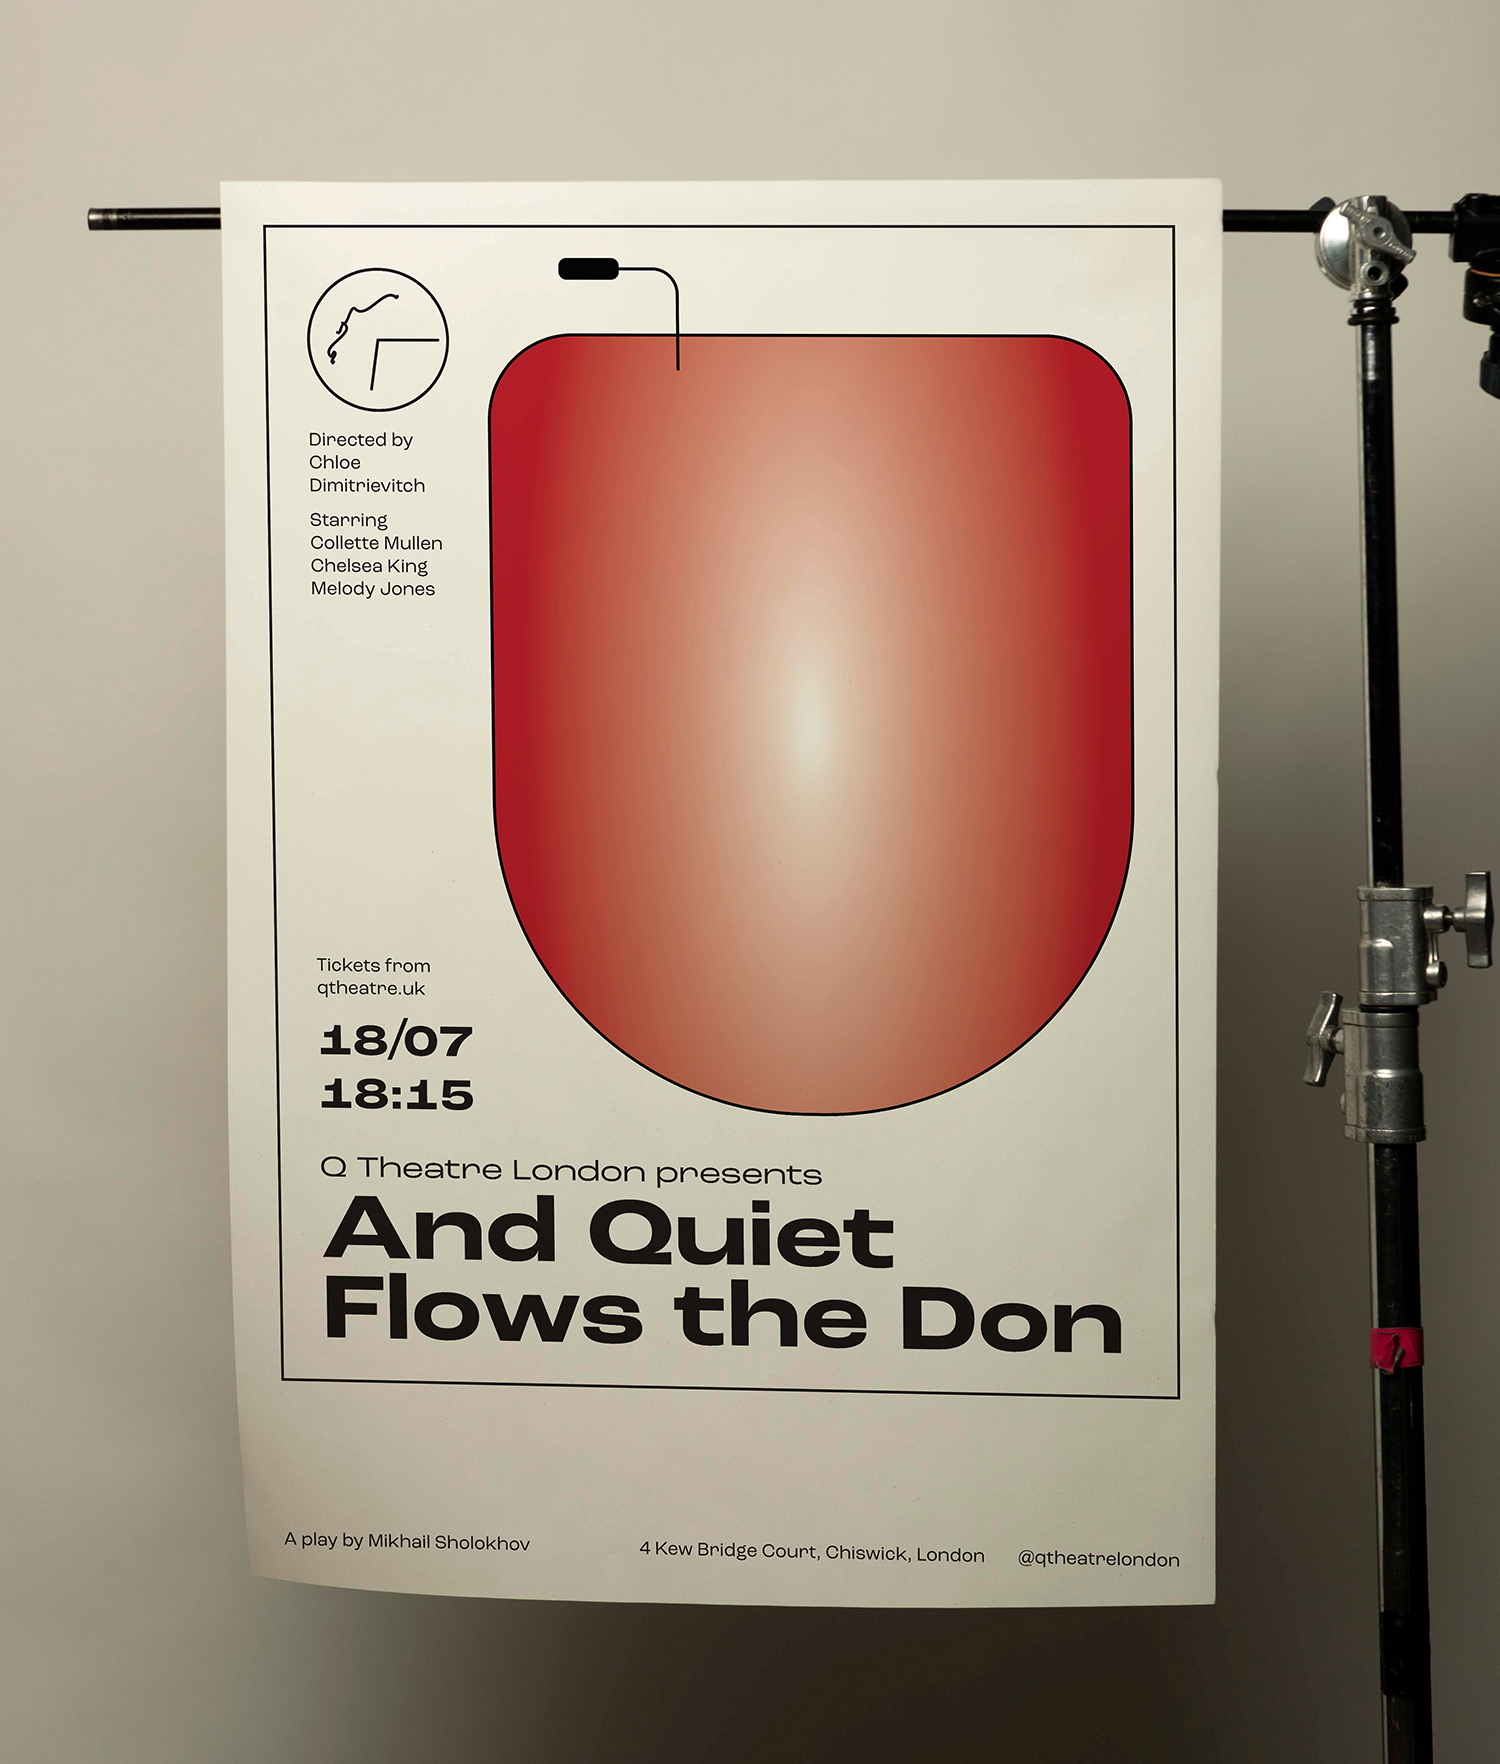 Directed by
Chloe
Dimitrievitch
Starring
Collette Mullen
Chelsea King
Melody Jones
Tickets from
qtheatre.uk
18/07
18:15
Q Theatre London presents
And Quiet
Flows the Don
A play by Mikhail Sholokhov
4 Kew Bridge Court, Chiswick, London
@qtheatrelondon